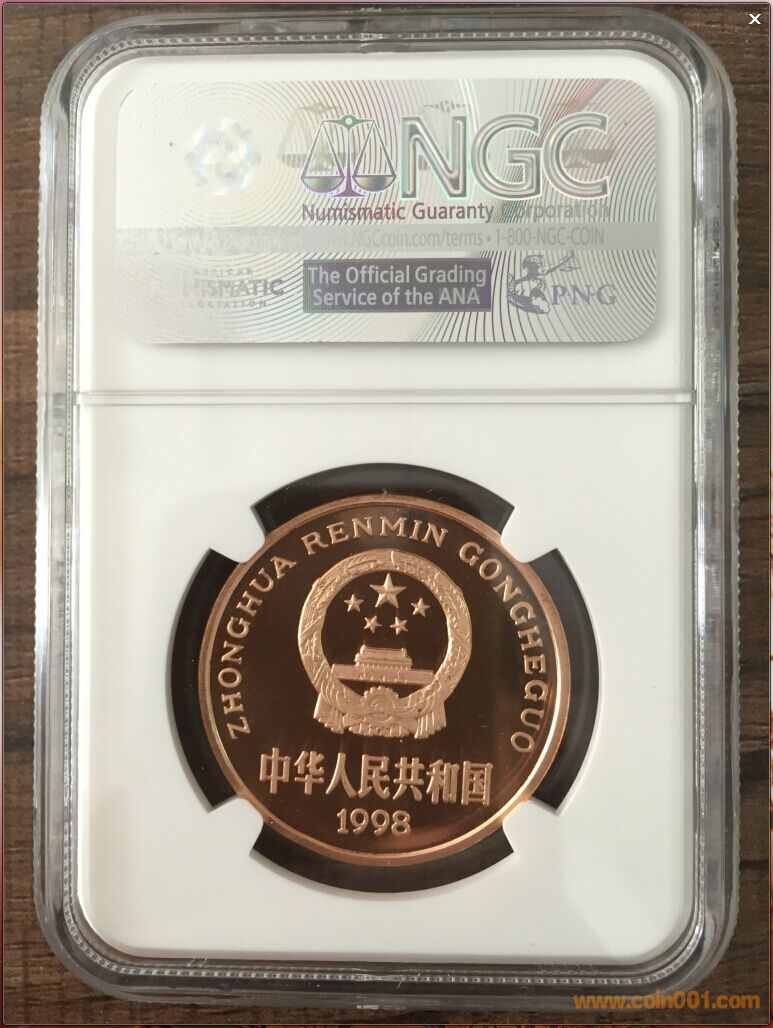 NGC
Numismatic Guaranty Corporation
www.NGCcoin.com/terms • 1-800-NGC-COIN
The Official Grading
Service of the ANA
PNG
ZHONGHUA RENMIN GONGHEGUO
中华人民共和国
1998
www.coin001.com